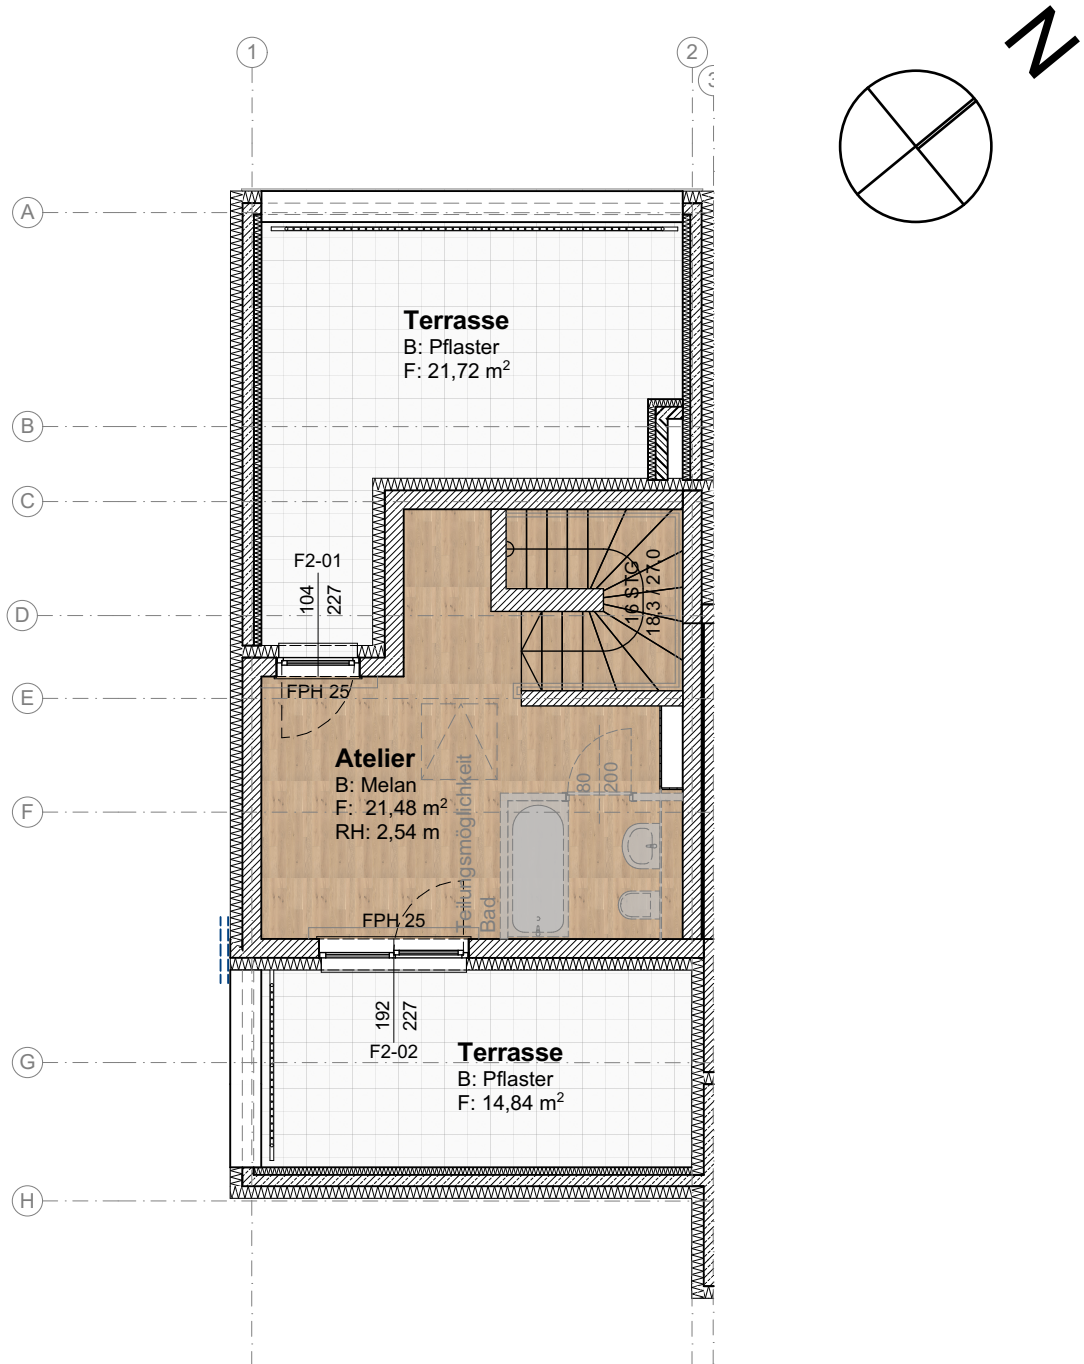 N
1
2
3
A
Terrasse
B: Pflaster
F: 21,72 m²
B
C
F2-01
104
227
16 STG
18,3 / 27,0
D
FPH 25
E
Atelier
B: Melan
F: 21,48 m²
RH: 2,54 m
Teilungsmöglichkeit
Bad
80
200
F
FPH 25
192
227
F2-02
Terrasse
B: Pflaster
F: 14,84 m²
G
H